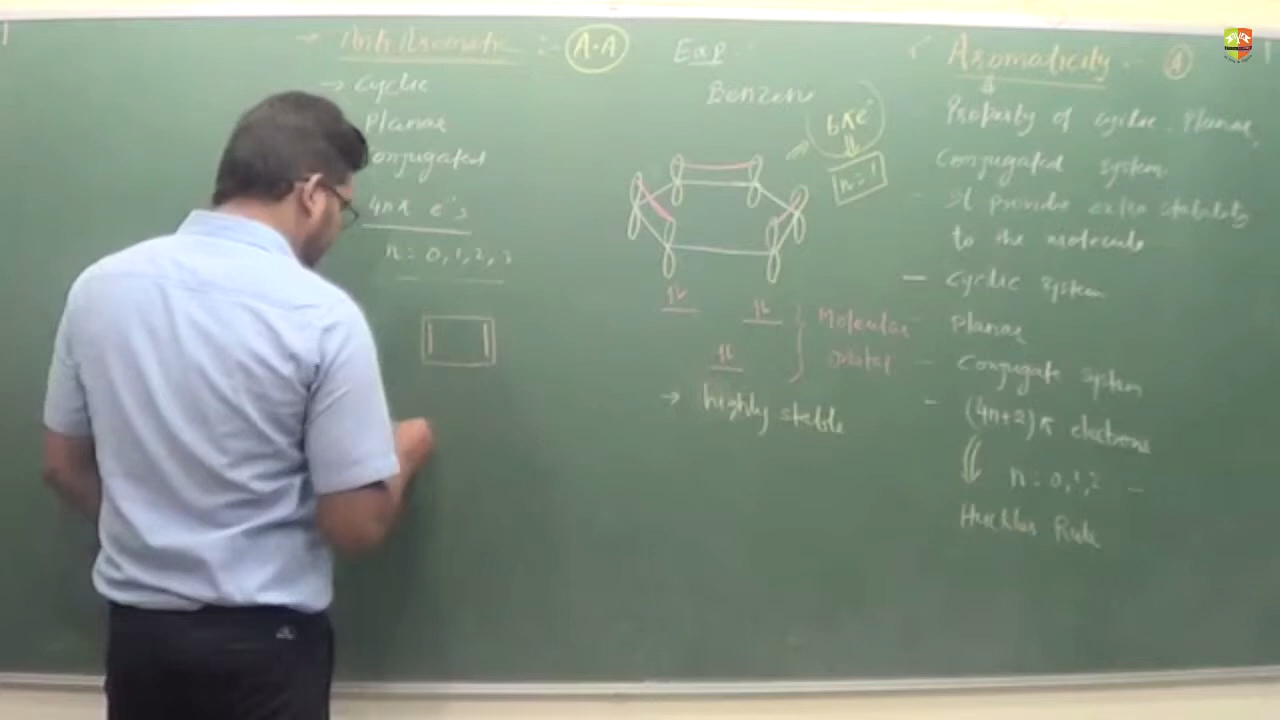 → Anti Aromatic :- A.A
→ Cyclic
Planar
Conjugated
4nπ e⁻'s
n = 0, 1, 2, 3
Exp :-
Benzene
6πe⁻
n = 1
Molecular
orbital
→ highly stable
Aromaticity :- ④
Property of cyclic, Planar,
Conjugated system
- It provide extra stability
to the molecule
- Cyclic system
- Planar
- Conjugate system
- (4n+2)π electrons
n = 0, 1, 2 -
Huckles Rule